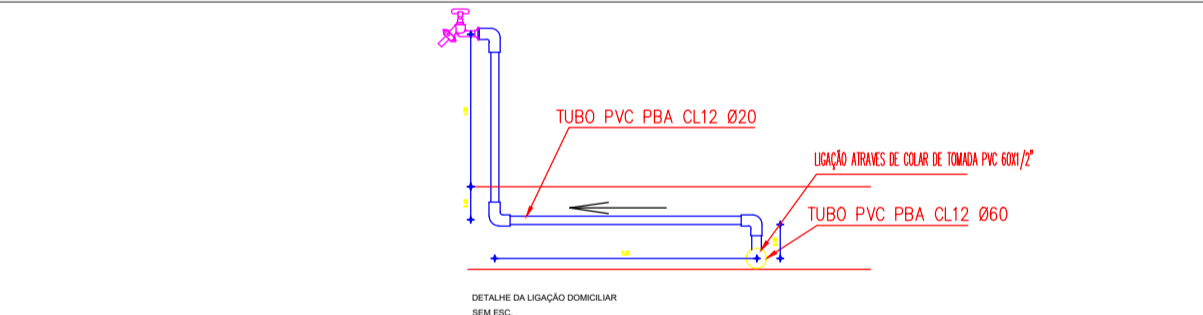 TUBO PVC PBA CL12 Ø20
LIGAÇÃO ATRAVES DE COLAR DE TOMADA PVC 60X1/2"
TUBO PVC PBA CL12 Ø60
DETALHE DA LIGAÇÃO DOMICILIAR
SEM ESC.